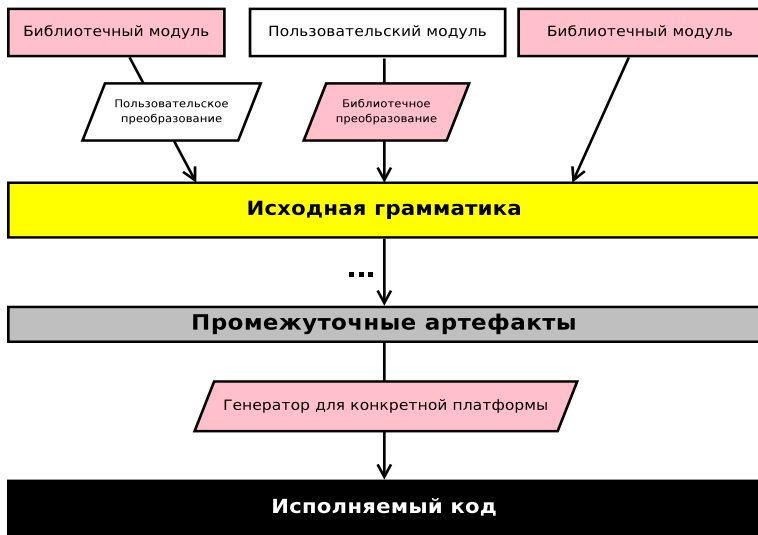 Библиотечный модуль
Пользовательский модуль
Библиотечный модуль
Пользовательское
преобразование
Библиотечное
преобразование
Исходная грамматика
...
Промежуточные артефакты
Генератор для конкретной платформы
Исполняемый код